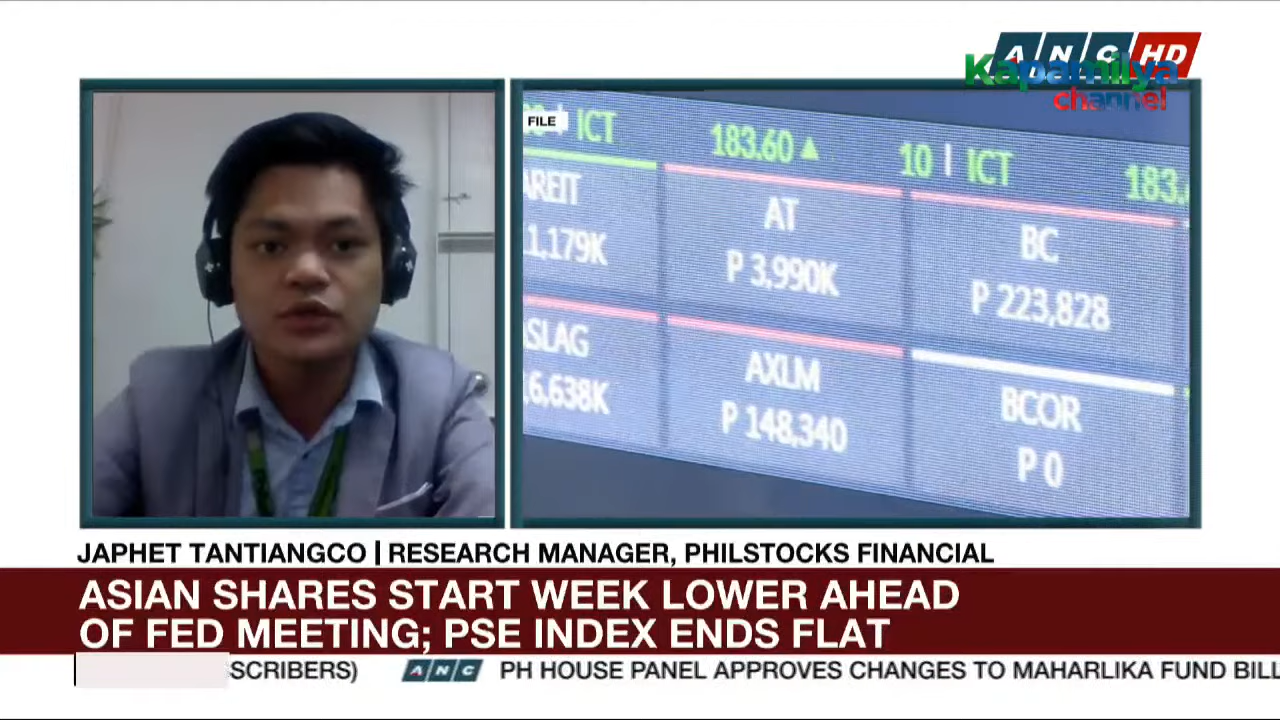 ANC HD
Kapamilya
channel
FILE
ICT 183.60 ▲ 10 | ICT
AREIT AT BC
1.179K P 3,990K P 223,828
SLAG AXLM BCOR
6,638K P 148,340 P 0
JAPHET TANTIANGCO | RESEARCH MANAGER, PHILSTOCKS FINANCIAL
ASIAN SHARES START WEEK LOWER AHEAD
OF FED MEETING; PSE INDEX ENDS FLAT
SCRIBERS) ANC PH HOUSE PANEL APPROVES CHANGES TO MAHARLIKA FUND BILL